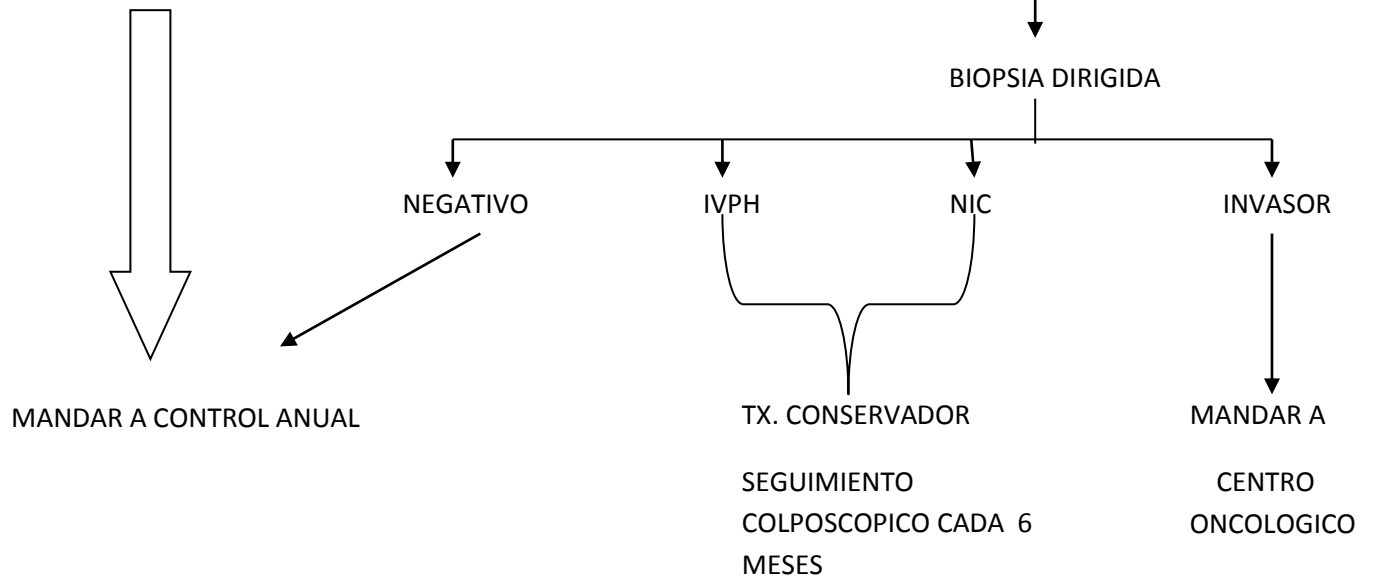 BIOPSIA DIRIGIDA
NEGATIVO
IVPH
NIC
INVASOR
MANDAR A CONTROL ANUAL
TX. CONSERVADOR
SEGUIMIENTO
COLPOSCOPICO CADA 6
MESES
MANDAR A
CENTRO
ONCOLOGICO